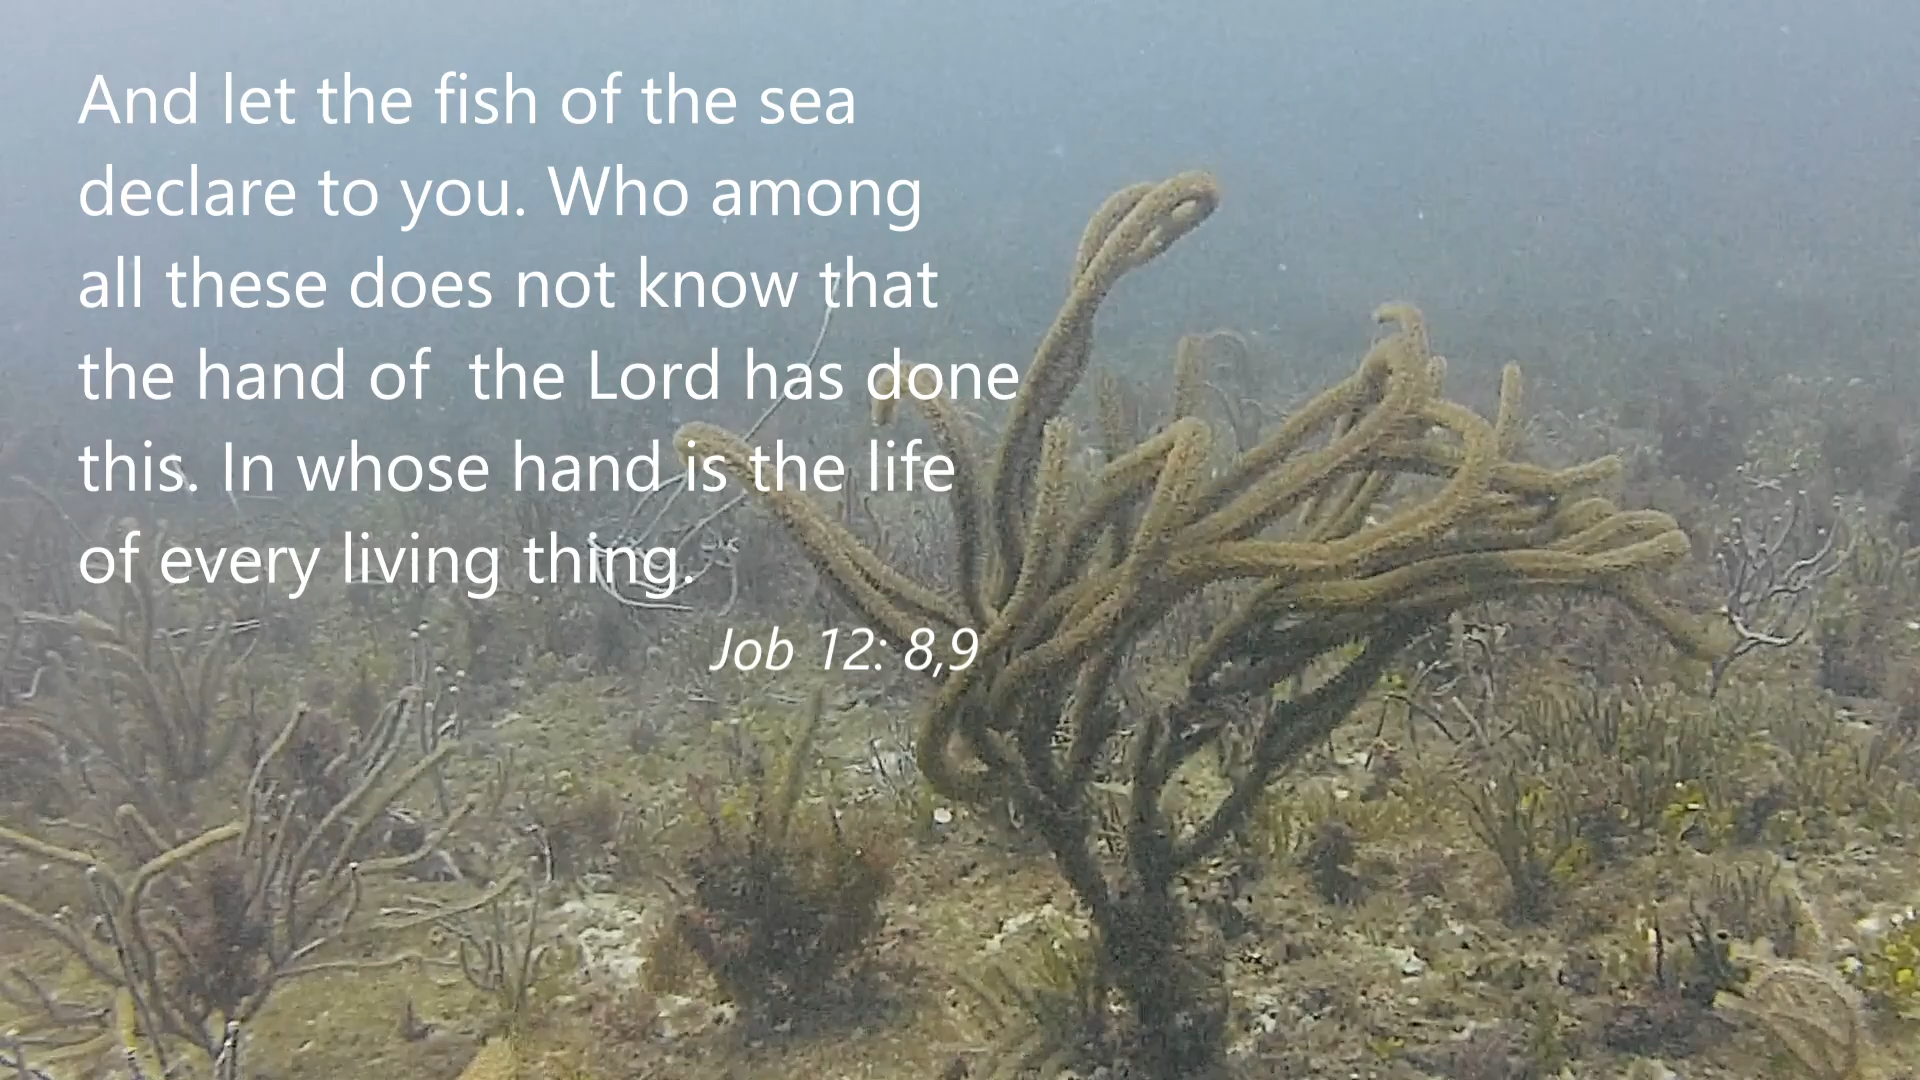 And let the fish of the sea
declare to you. Who among
all these does not know that
the hand of  the Lord has done
this. In whose hand is the life
of every living thing.
Job 12: 8,9